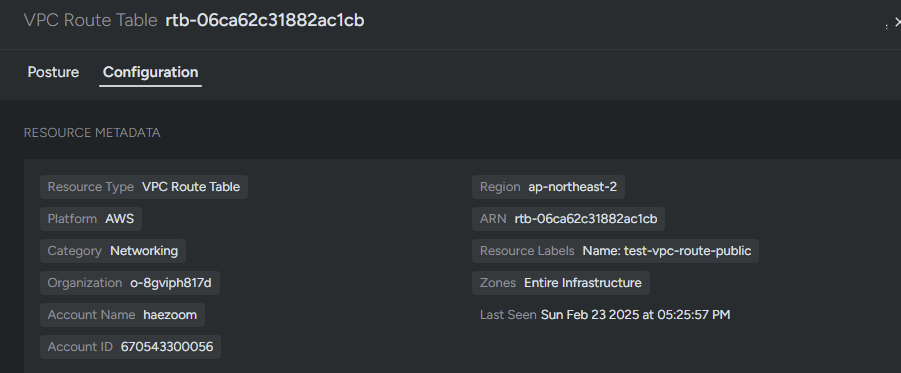 VPC Route Table rtb-06ca62c31882ac1cb
Posture Configuration
RESOURCE METADATA
Resource Type VPC Route Table
Platform AWS
Category Networking
Organization o-8gviph817d
Account Name haezoom
Account ID 670543300056
Region ap-northeast-2
ARN rtb-06ca62c31882ac1cb
Resource Labels Name: test-vpc-route-public
Zones Entire Infrastructure
Last Seen Sun Feb 23 2025 at 05:25:57 PM